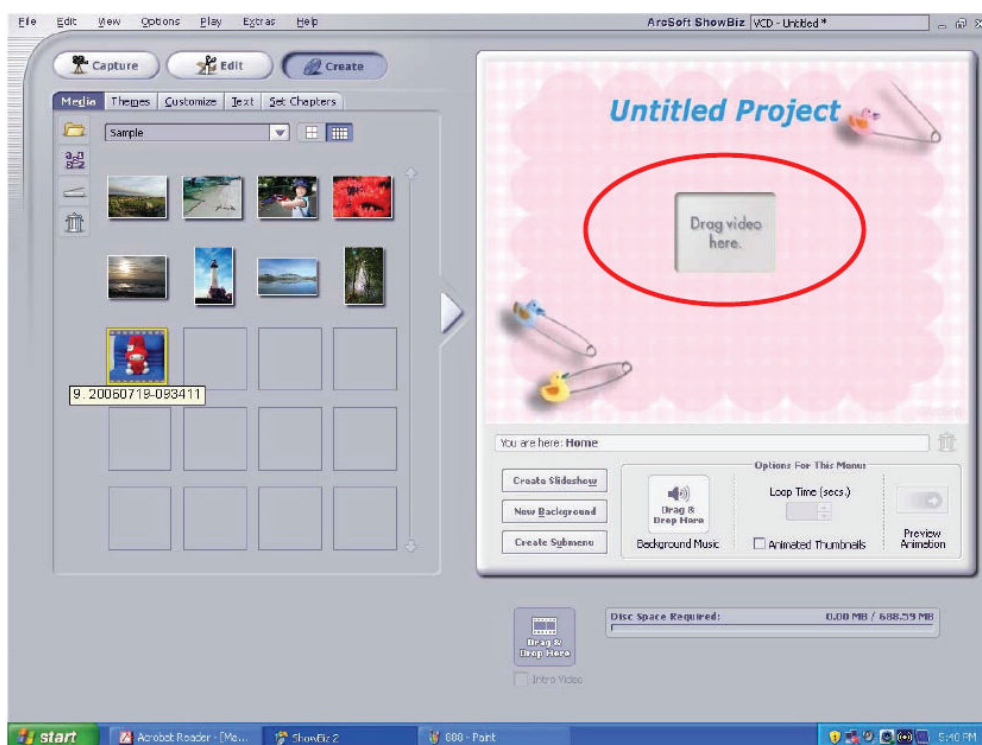 File Edit View Options Play Extras Help
ArcSoft ShowBiz VCD - Untitled *
Capture Edit Create
Media Themes Customize Text Set Chapters
Sample
9. 20060719-093411
Untitled Project
Drag video
here.
You are here: Home
Create Slideshow
New Background
Create Submenu
Options For This Menu:
Drag &
Drop Here
Background Music
Loop Time (secs.)
Animated Thumbnails
Preview
Animation
Drag &
Drop Here
Intro Video
Disc Space Required: 0.00 MB / 688.59 MB
start Acrobat Reader - [Ma... ShowBiz 2 888 - Paint 5:40 PM